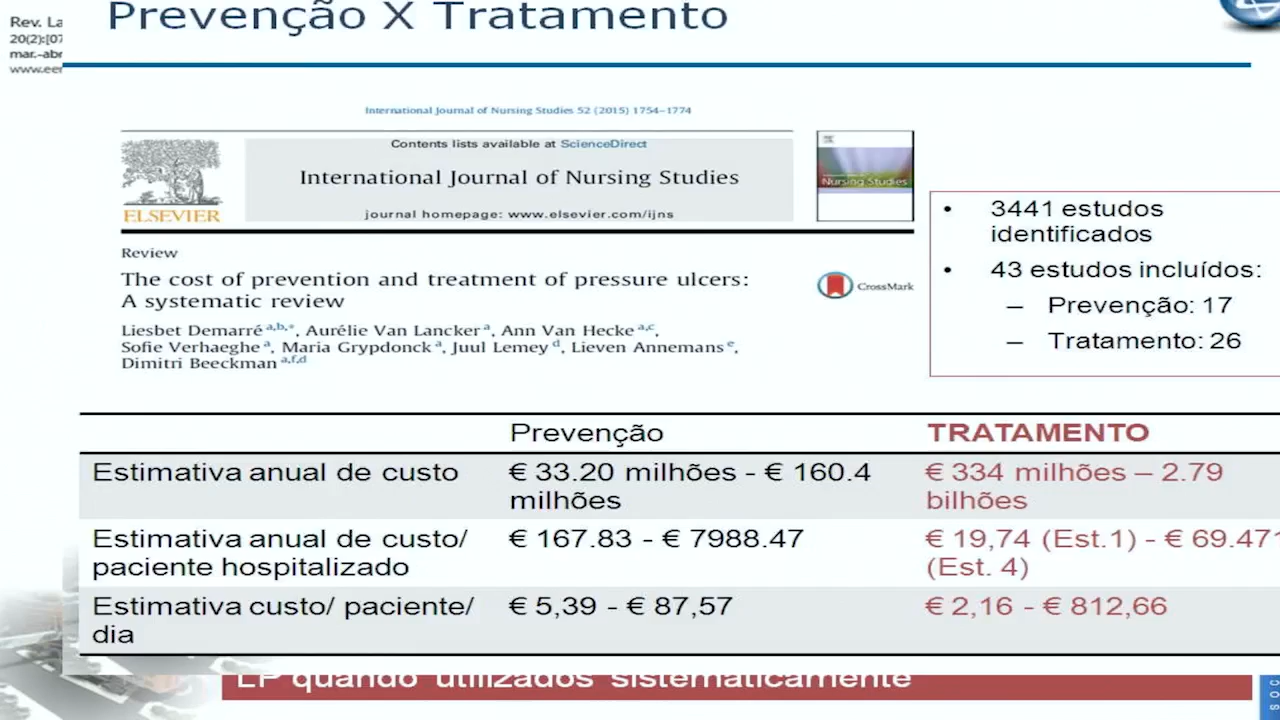 Prevenção X Tratamento
Rev. La
20(2):[07
mar.-abr
www.eer
International Journal of Nursing Studies 52 (2015) 1754–1774
Contents lists available at ScienceDirect
International Journal of Nursing Studies
journal homepage: www.elsevier.com/ijns
ELSEVIER
Nursing Studies
Review
The cost of prevention and treatment of pressure ulcers:
A systematic review
CrossMark
Liesbet Demarré a,b,*, Aurélie Van Lancker a, Ann Van Hecke a,c,
Sofie Verhaeghe a, Maria Grypdonck a, Juul Lemey d, Lieven Annemans e,
Dimitri Beeckman a,f,d
• 3441 estudos
identificados
• 43 estudos incluídos:
– Prevenção: 17
– Tratamento: 26
Prevenção TRATAMENTO
Estimativa anual de custo € 33.20 milhões - € 160.4 € 334 milhões – 2.79
milhões bilhões
Estimativa anual de custo/ € 167.83 - € 7988.47 € 19,74 (Est.1) - € 69.471
paciente hospitalizado (Est. 4)
Estimativa custo/ paciente/ € 5,39 - € 87,57 € 2,16 - € 812,66
dia
LP quando utilizados sistematicamente
SOC